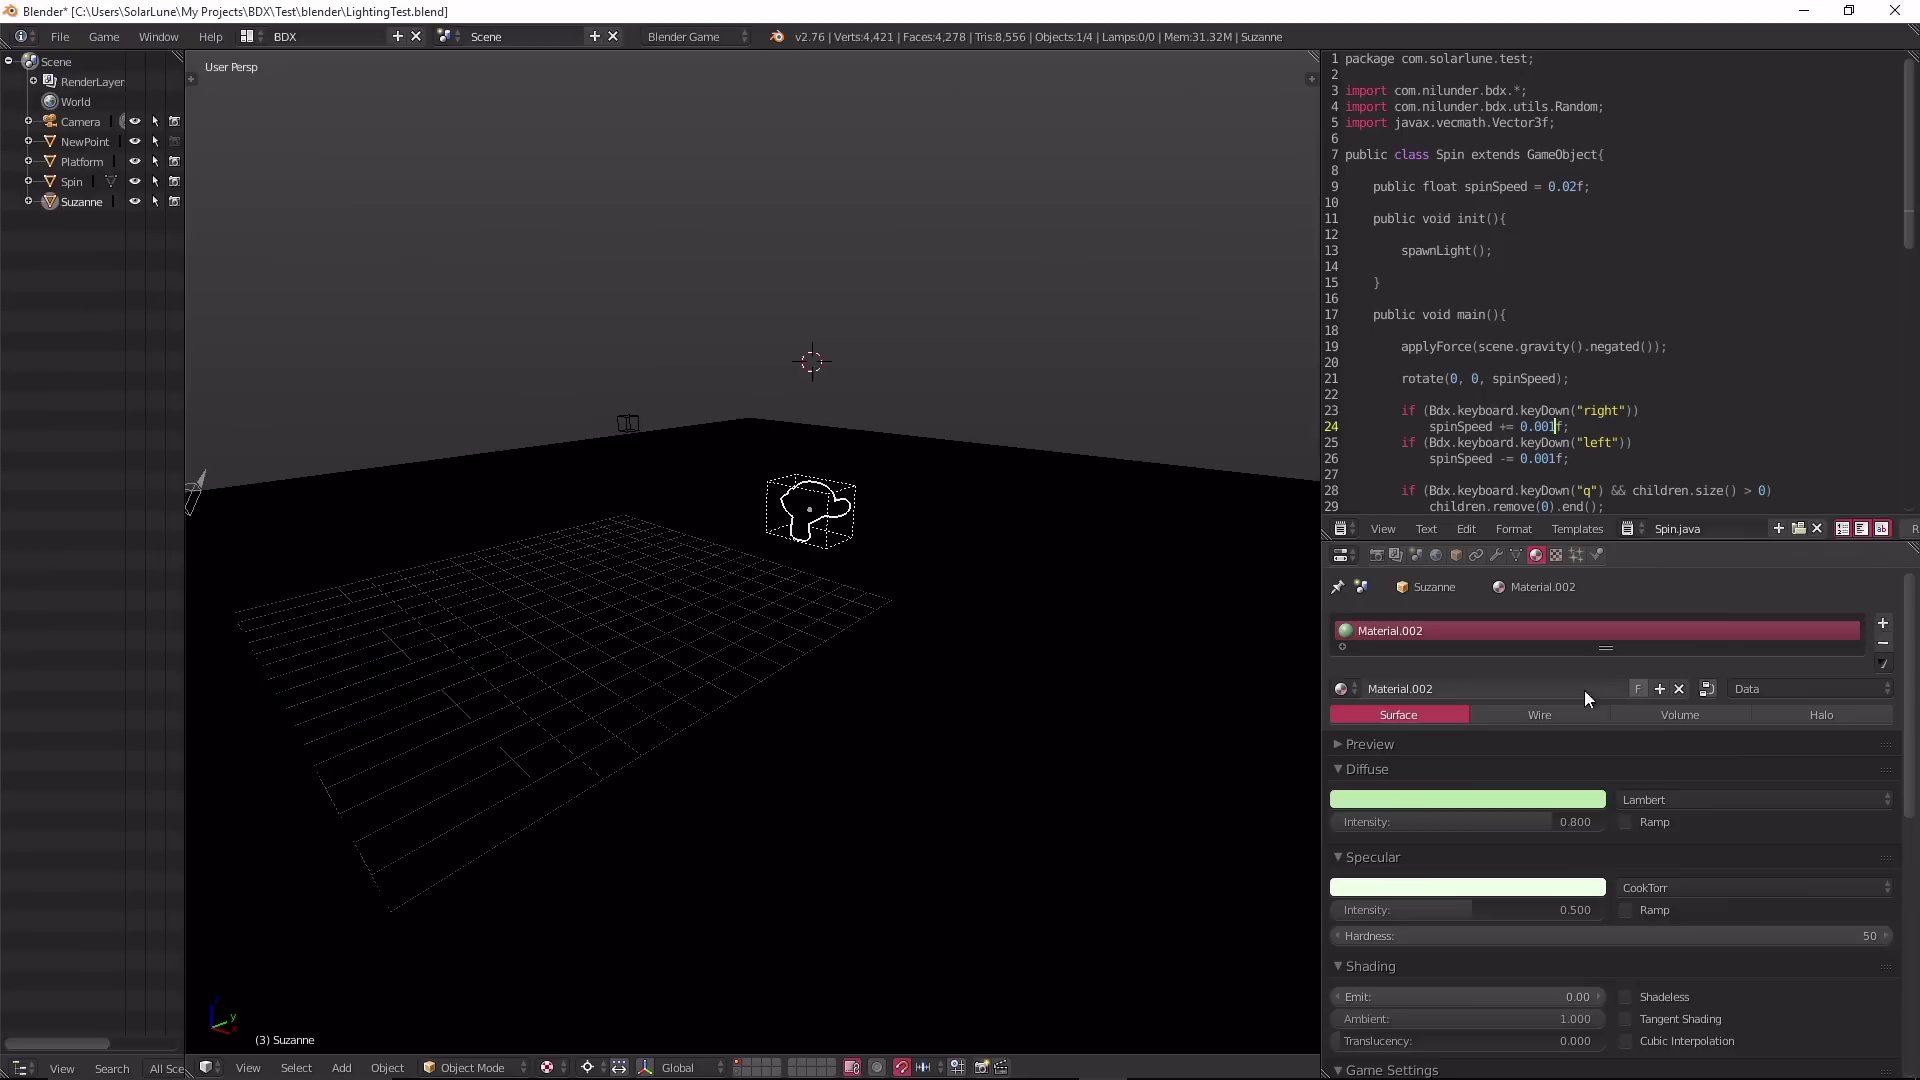 Blender* [C:\Users\SolarLune\My Projects\BDX\Test\blender\LightingTest.blend]
File Game Window Help BDX Scene Blender Game v2.76 | Verts:4,421 | Faces:4,278 | Tris:8,556 | Objects:1/4 | Lamps:0/0 | Mem:31.32M | Suzanne
Scene
RenderLayer
World
Camera
NewPoint
Platform
Spin
Suzanne
User Persp
(3) Suzanne
z
y
x
1 package com.solarlune.test;
2
3 import com.nilunder.bdx.*;
4 import com.nilunder.bdx.utils.Random;
5 import javax.vecmath.Vector3f;
6
7 public class Spin extends GameObject{
8
9 public float spinSpeed = 0.02f;
10
11 public void init(){
12
13 spawnLight();
14
15 }
16
17 public void main(){
18
19 applyForce(scene.gravity().negated());
20
21 rotate(0, 0, spinSpeed);
22
23 if (Bdx.keyboard.keyDown("right"))
24 spinSpeed += 0.001f;
25 if (Bdx.keyboard.keyDown("left"))
26 spinSpeed -= 0.001f;
27
28 if (Bdx.keyboard.keyDown("q") && children.size() > 0)
29 children.remove(0).end();
View Text Edit Format Templates Spin.java R
Suzanne Material.002
Material.002
Material.002 F Data
Surface Wire Volume Halo
Preview
Diffuse
Lambert
Intensity: 0.800 Ramp
Specular
CookTorr
Intensity: 0.500 Ramp
Hardness: 50
Shading
Emit: 0.00 Shadeless
Ambient: 1.000 Tangent Shading
Translucency: 0.000 Cubic Interpolation
Game Settings
View Search All Sce
View Select Add Object Object Mode Global